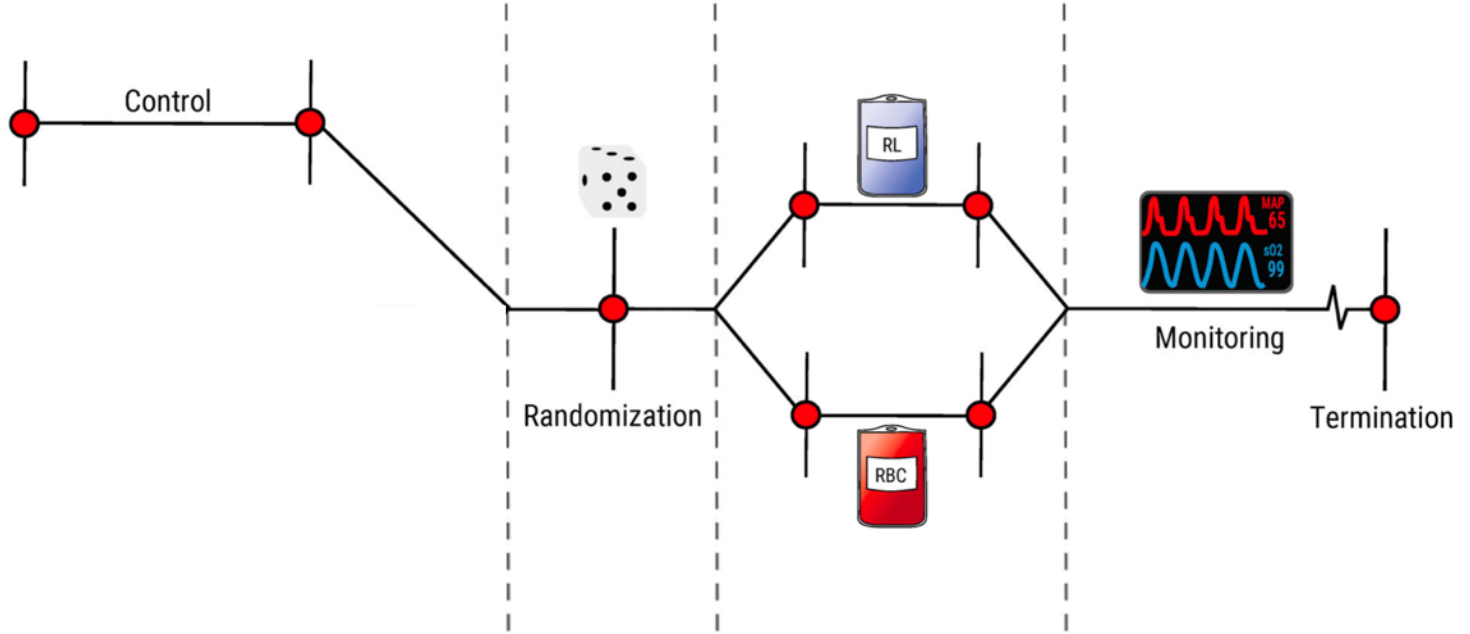 Control
RL
MAP
65
sO2
99
Monitoring
Randomization
Termination
RBC